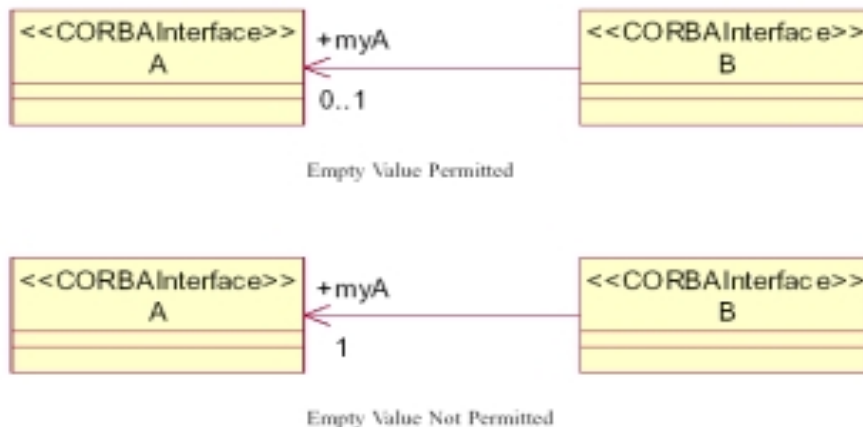 <<CORBAInterface>>
A
+myA
0..1
<<CORBAInterface>>
B
Empty Value Permitted
<<CORBAInterface>>
A
+myA
1
<<CORBAInterface>>
B
Empty Value Not Permitted